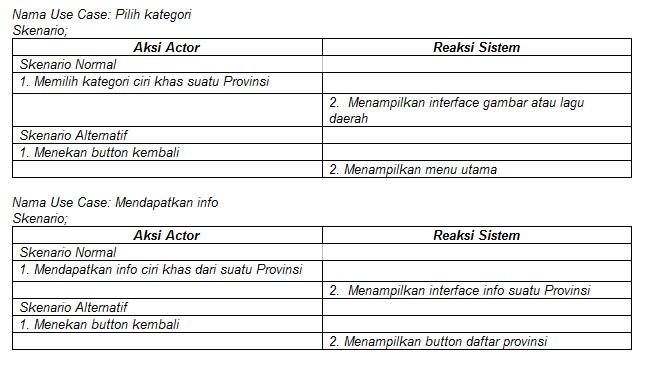 Nama Use Case: Pilih kategori
Skenario;
Aksi Actor Reaksi Sistem
Skenario Normal
1. Memilih kategori ciri khas suatu Provinsi
2. Menampilkan interface gambar atau lagu
daerah
Skenario Alternatif
1. Menekan button kembali
2. Menampilkan menu utama
Nama Use Case: Mendapatkan info
Skenario;
Aksi Actor Reaksi Sistem
Skenario Normal
1. Mendapatkan info ciri khas dari suatu Provinsi
2. Menampilkan interface info suatu Provinsi
Skenario Alternatif
1. Menekan button kembali
2. Menampilkan button daftar provinsi